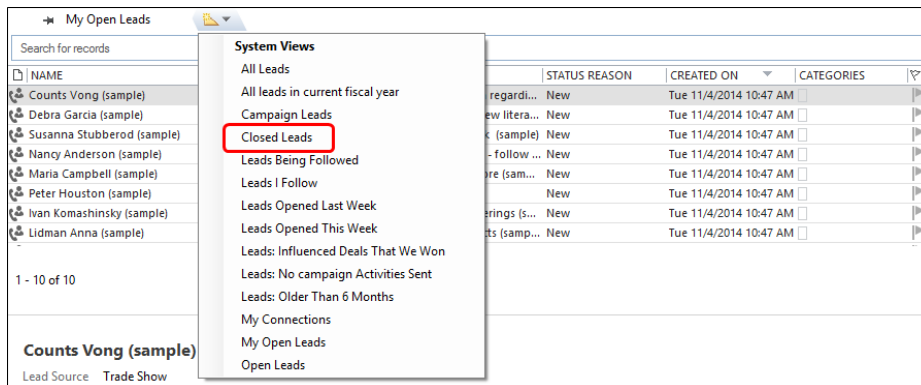 My Open Leads
Search for records
System Views
All Leads
All leads in current fiscal year
Campaign Leads
Closed Leads
Leads Being Followed
Leads I Follow
Leads Opened Last Week
Leads Opened This Week
Leads: Influenced Deals That We Won
Leads: No campaign Activities Sent
Leads: Older Than 6 Months
My Connections
My Open Leads
Open Leads
NAME STATUS REASON CREATED ON CATEGORIES
Counts Vong (sample) regardi... New Tue 11/4/2014 10:47 AM
Debra Garcia (sample) ew litera... New Tue 11/4/2014 10:47 AM
Susanna Stubberod (sample) (sample) New Tue 11/4/2014 10:47 AM
Nancy Anderson (sample) - follow ... New Tue 11/4/2014 10:47 AM
Maria Campbell (sample) ore (sam... New Tue 11/4/2014 10:47 AM
Peter Houston (sample) New Tue 11/4/2014 10:47 AM
Ivan Komashinsky (sample) erings (s... New Tue 11/4/2014 10:47 AM
Lidman Anna (sample) cts (samp... New Tue 11/4/2014 10:47 AM
1 - 10 of 10
Counts Vong (sample)
Lead Source Trade Show